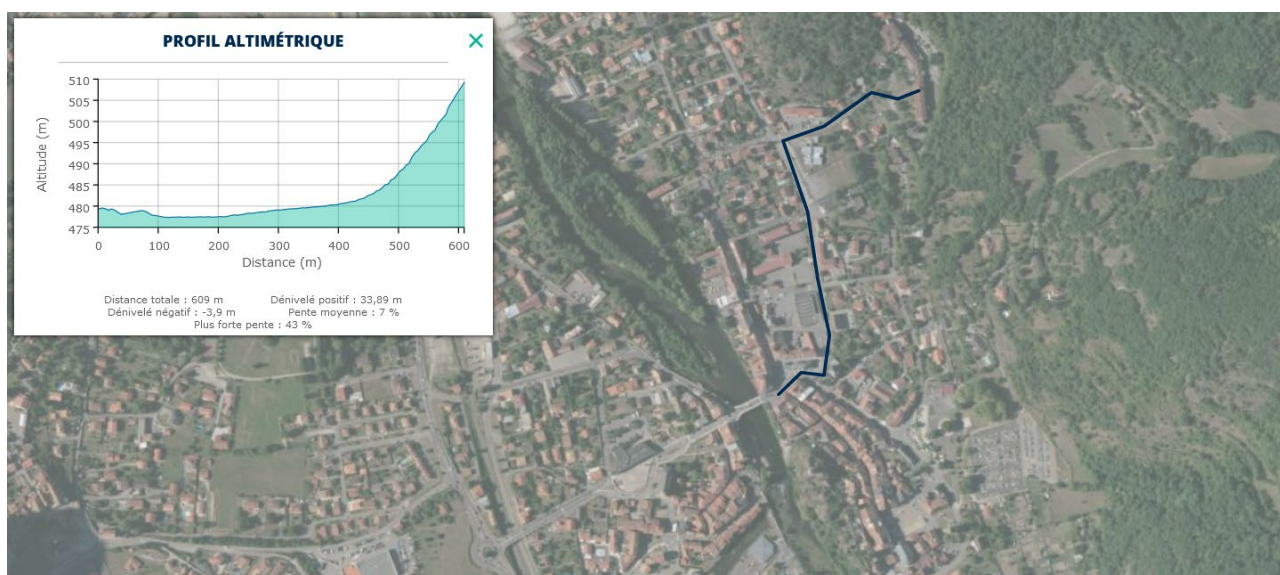 PROFIL ALTIMÉTRIQUE
✕
510
505
500
495
490
485
480
475
Altitude (m)
0 100 200 300 400 500 600
Distance (m)
Distance totale : 609 m Dénivelé positif : 33,89 m
Dénivelé négatif : -3,9 m Pente moyenne : 7 %
Plus forte pente : 43 %